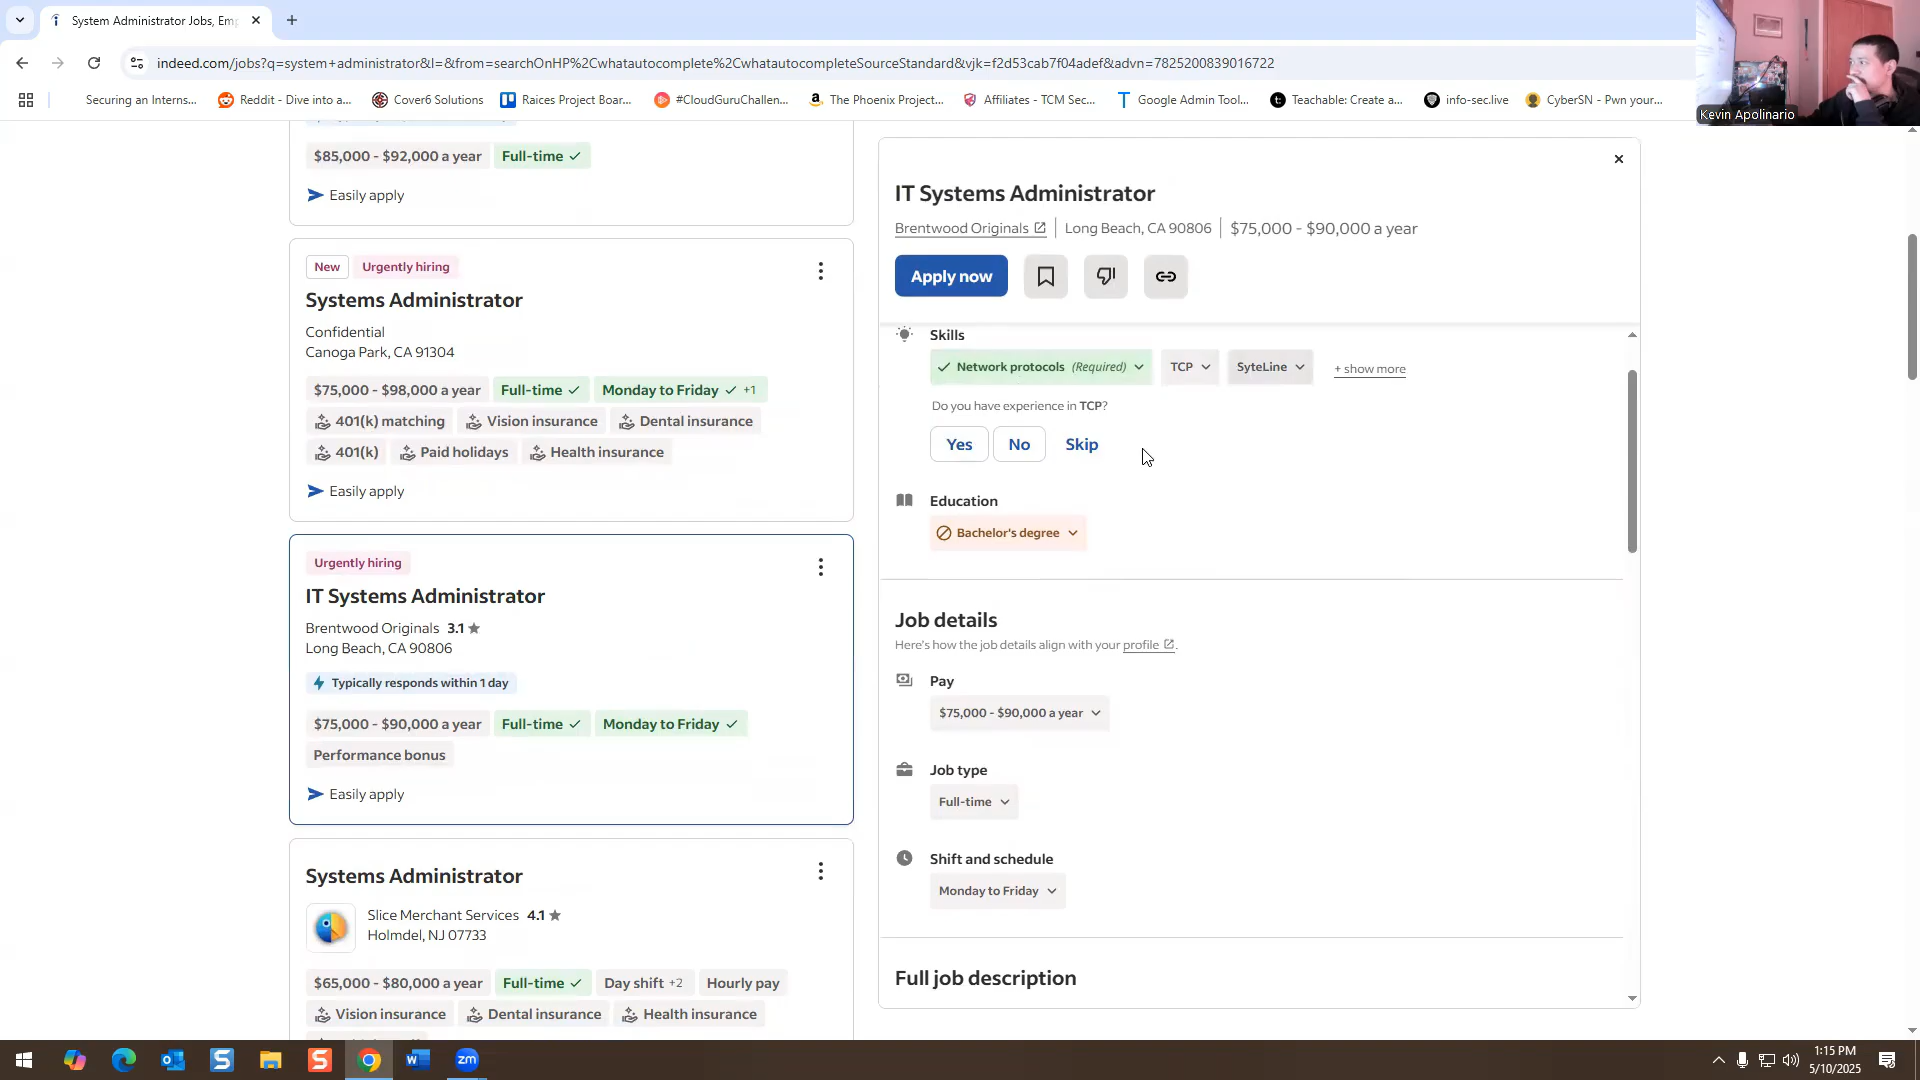 System Administrator Jobs, Em
indeed.com/jobs?q=system+administrator&l=&from=searchOnHP%2Cwhatautocomplete%2CwhatautocompleteSourceStandard&vjk=f2d53cab7f04adef&advn=7825200839016722
Securing an Interns...
Reddit - Dive into a...
Cover6 Solutions
Raices Project Boar...
#CloudGuruChallen...
The Phoenix Project...
Affiliates - TCM Sec...
Google Admin Tool...
Teachable: Create a...
info-sec.live
CyberSN - Pwn your...
Kevin Apolinario
$85,000 - $92,000 a year
Full-time
Easily apply
New
Urgently hiring
Systems Administrator
Confidential
Canoga Park, CA 91304
$75,000 - $98,000 a year
Full-time
Monday to Friday +1
401(k) matching
Vision insurance
Dental insurance
401(k)
Paid holidays
Health insurance
Easily apply
Urgently hiring
IT Systems Administrator
Brentwood Originals 3.1
Long Beach, CA 90806
Typically responds within 1 day
$75,000 - $90,000 a year
Full-time
Monday to Friday
Performance bonus
Easily apply
Systems Administrator
Slice Merchant Services 4.1
Holmdel, NJ 07733
$65,000 - $80,000 a year
Full-time
Day shift +2
Hourly pay
Vision insurance
Dental insurance
Health insurance
IT Systems Administrator
Brentwood Originals
Long Beach, CA 90806
$75,000 - $90,000 a year
Apply now
Skills
Network protocols (Required)
TCP
SyteLine
+ show more
Do you have experience in TCP?
Yes
No
Skip
Education
Bachelor's degree
Job details
Here's how the job details align with your profile.
Pay
$75,000 - $90,000 a year
Job type
Full-time
Shift and schedule
Monday to Friday
Full job description
zm
1:15 PM
5/10/2025